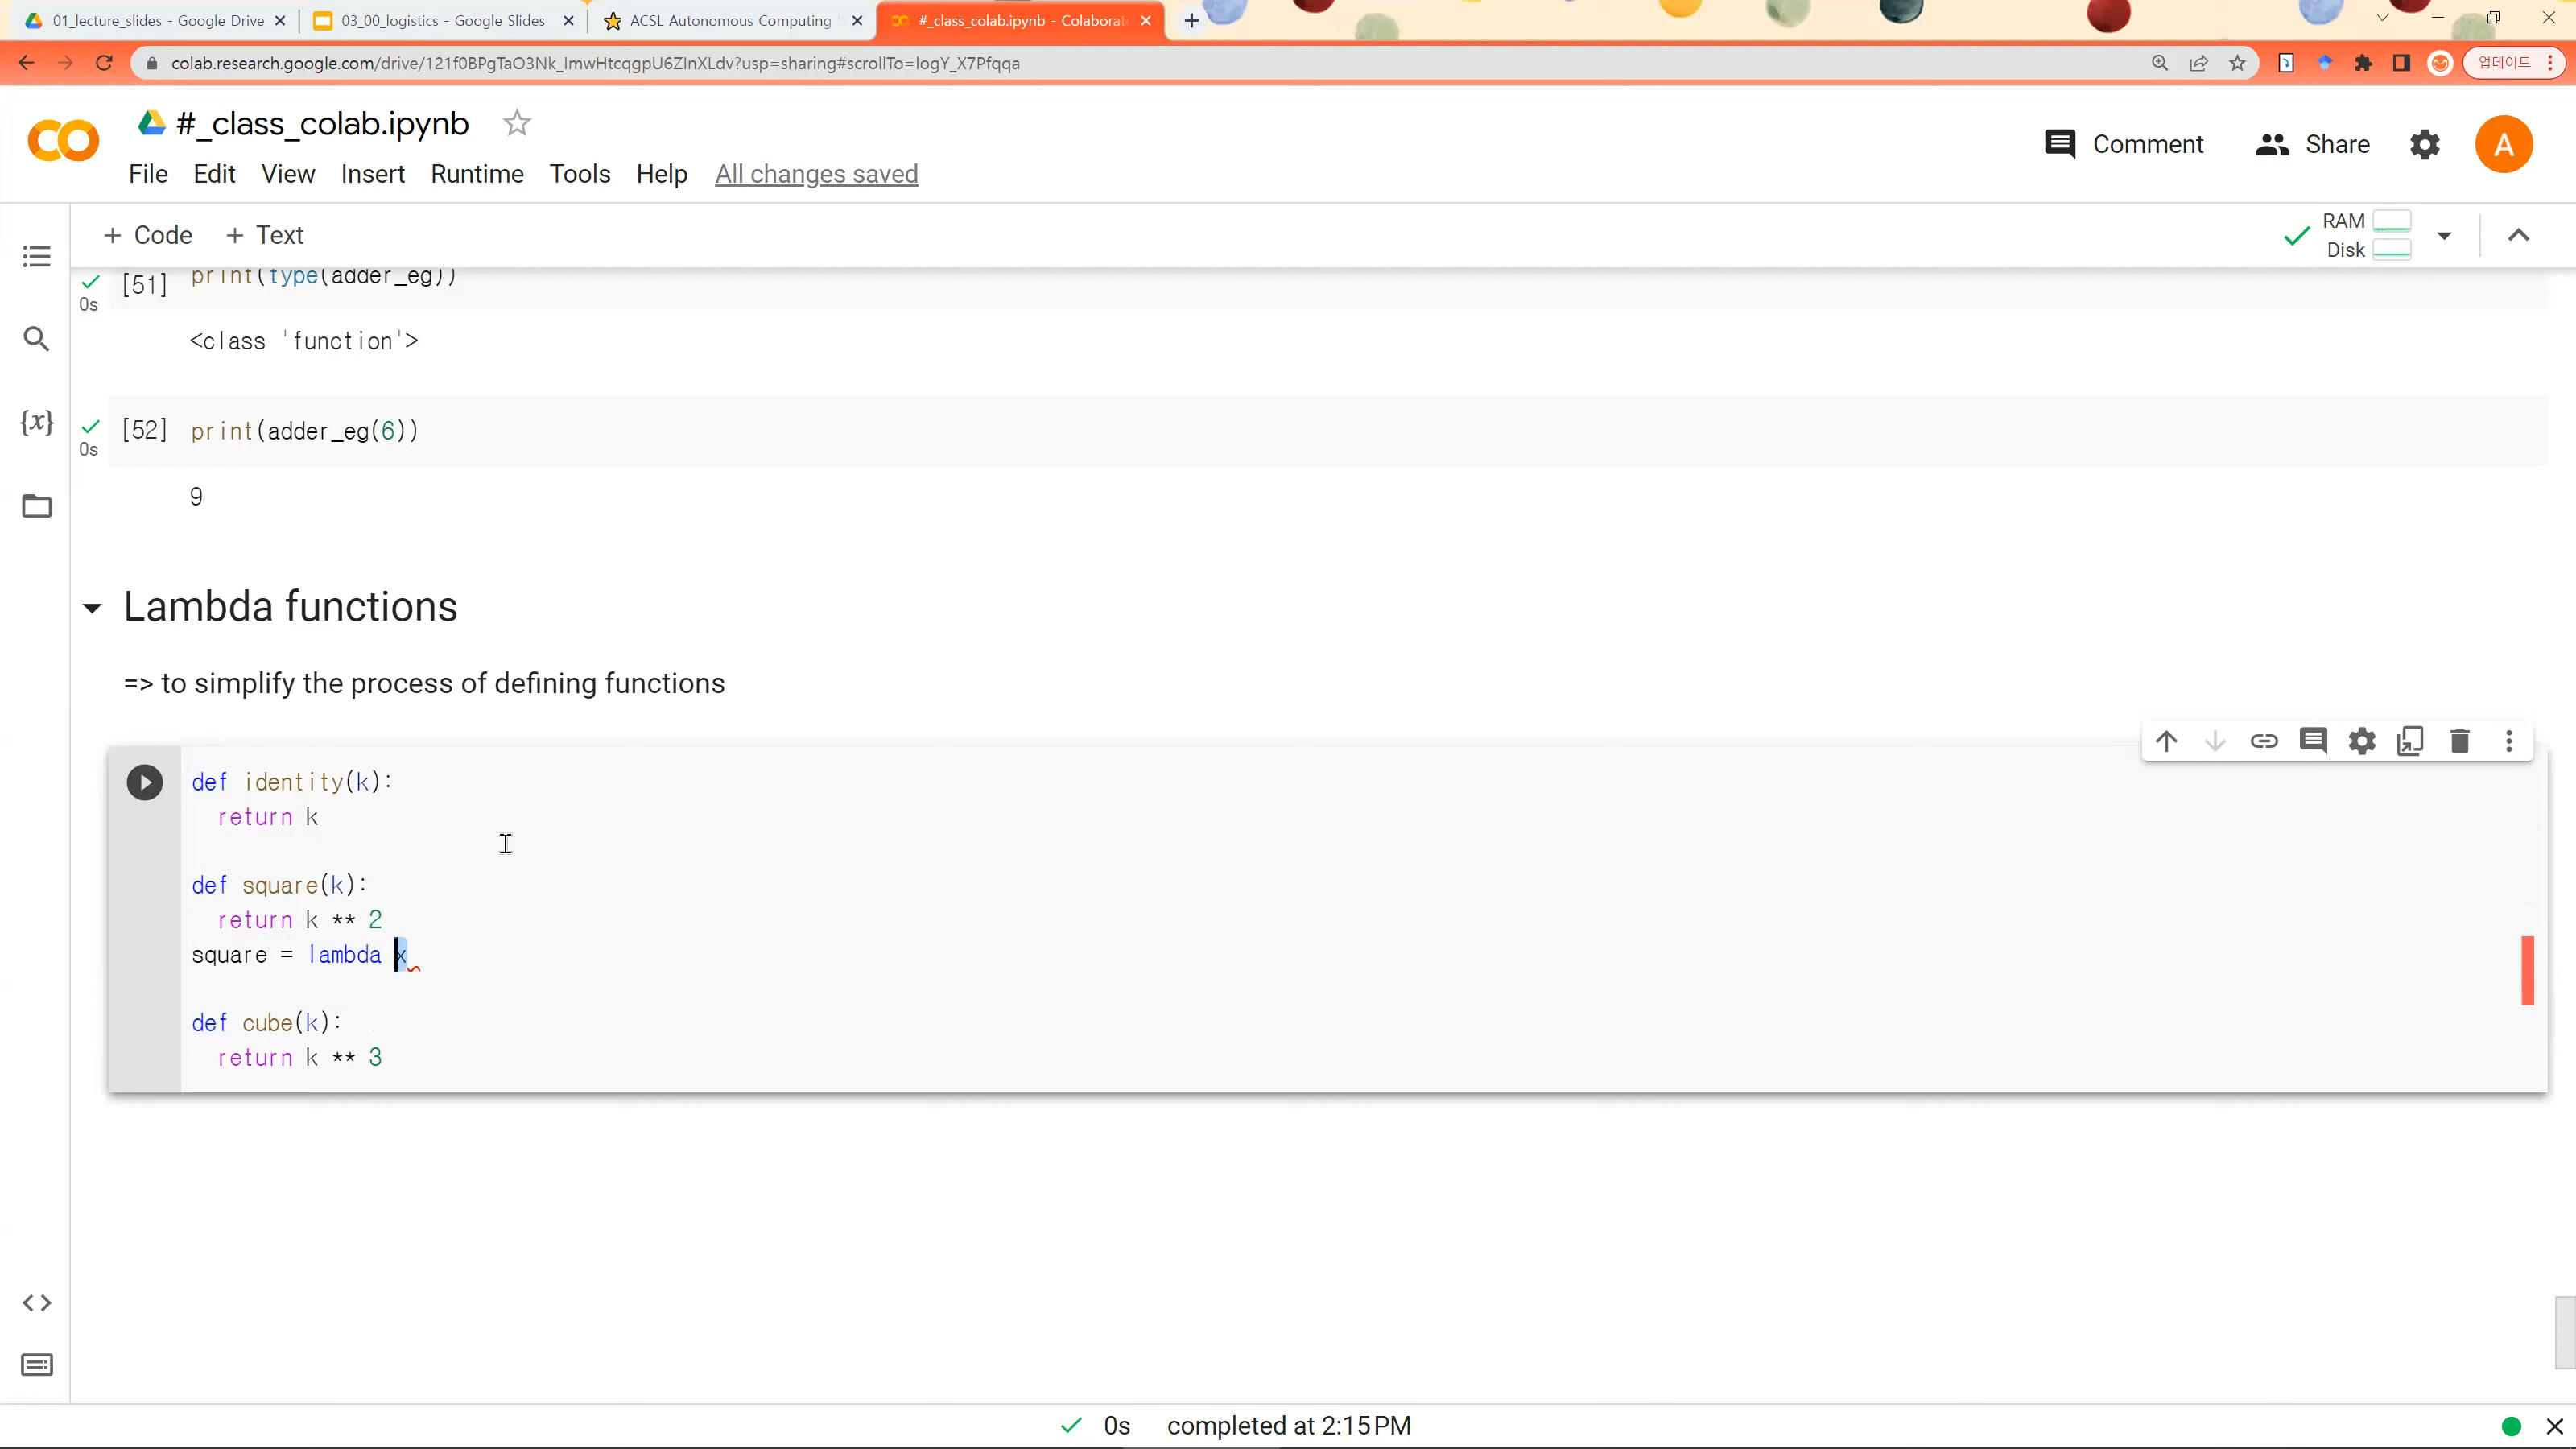 01_lecture_slides - Google Drive
03_00_logistics - Google Slides
ACSL Autonomous Computing
#_class_colab.ipynb - Colaborat
colab.research.google.com/drive/121f0BPgTaO3Nk_ImwHtcqgpU6ZInXLdv?usp=sharing#scrollTo=logY_X7Pfqqa
업데이트
CO
#_class_colab.ipynb
Comment
Share
A
File Edit View Insert Runtime Tools Help All changes saved
+ Code + Text
RAM
Disk
[51] print(type(adder_eg))
0s
<class 'function'>
{x}
[52] print(adder_eg(6))
0s
9
Lambda functions
=> to simplify the process of defining functions
def identity(k):
return k
def square(k):
return k ** 2
square = lambda x
def cube(k):
return k ** 3
0s completed at 2:15 PM